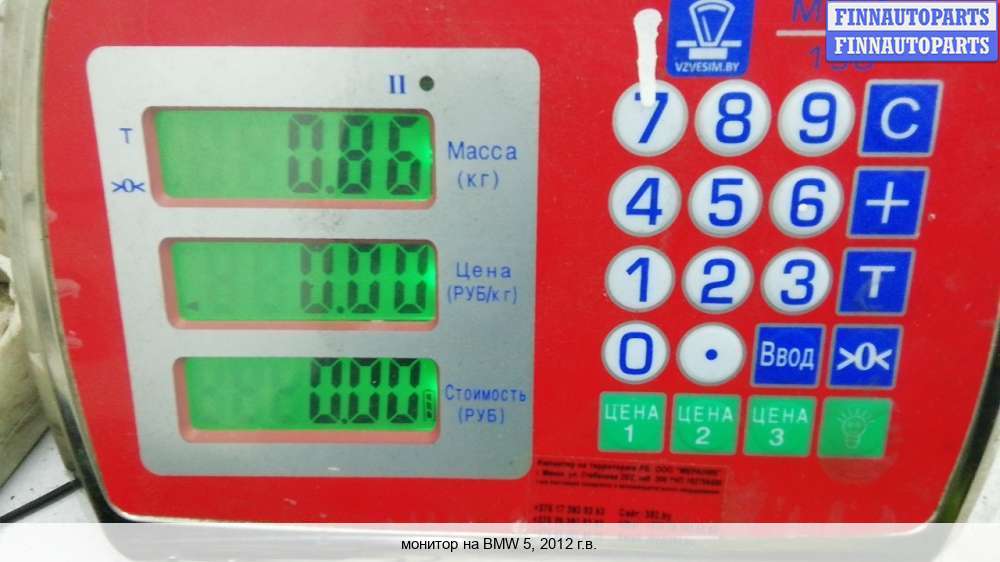 FINNAUTOPARTS
FINNAUTOPARTS
VZVESIM.BY
II
T
>0<
0.86
Масса
(кг)
0.00
Цена
(РУБ/кг)
0.00
Стоимость
(РУБ)
7 8 9 C
4 5 6 +
1 2 3 T
0 . Ввод >0<
ЦЕНА 1
ЦЕНА 2
ЦЕНА 3
монитор на BMW 5, 2012 г.в.